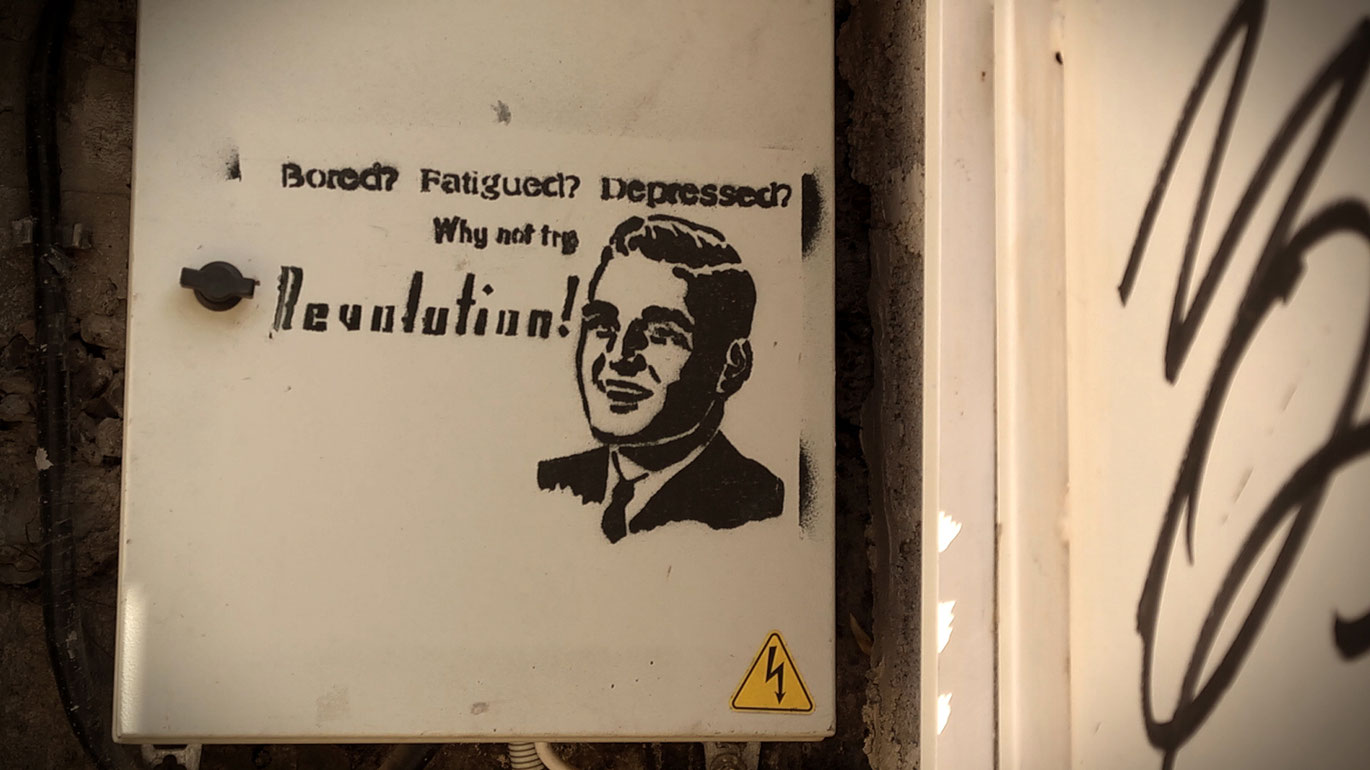 Bored? Fatigued? Depressed?
Why not try
Revolution!